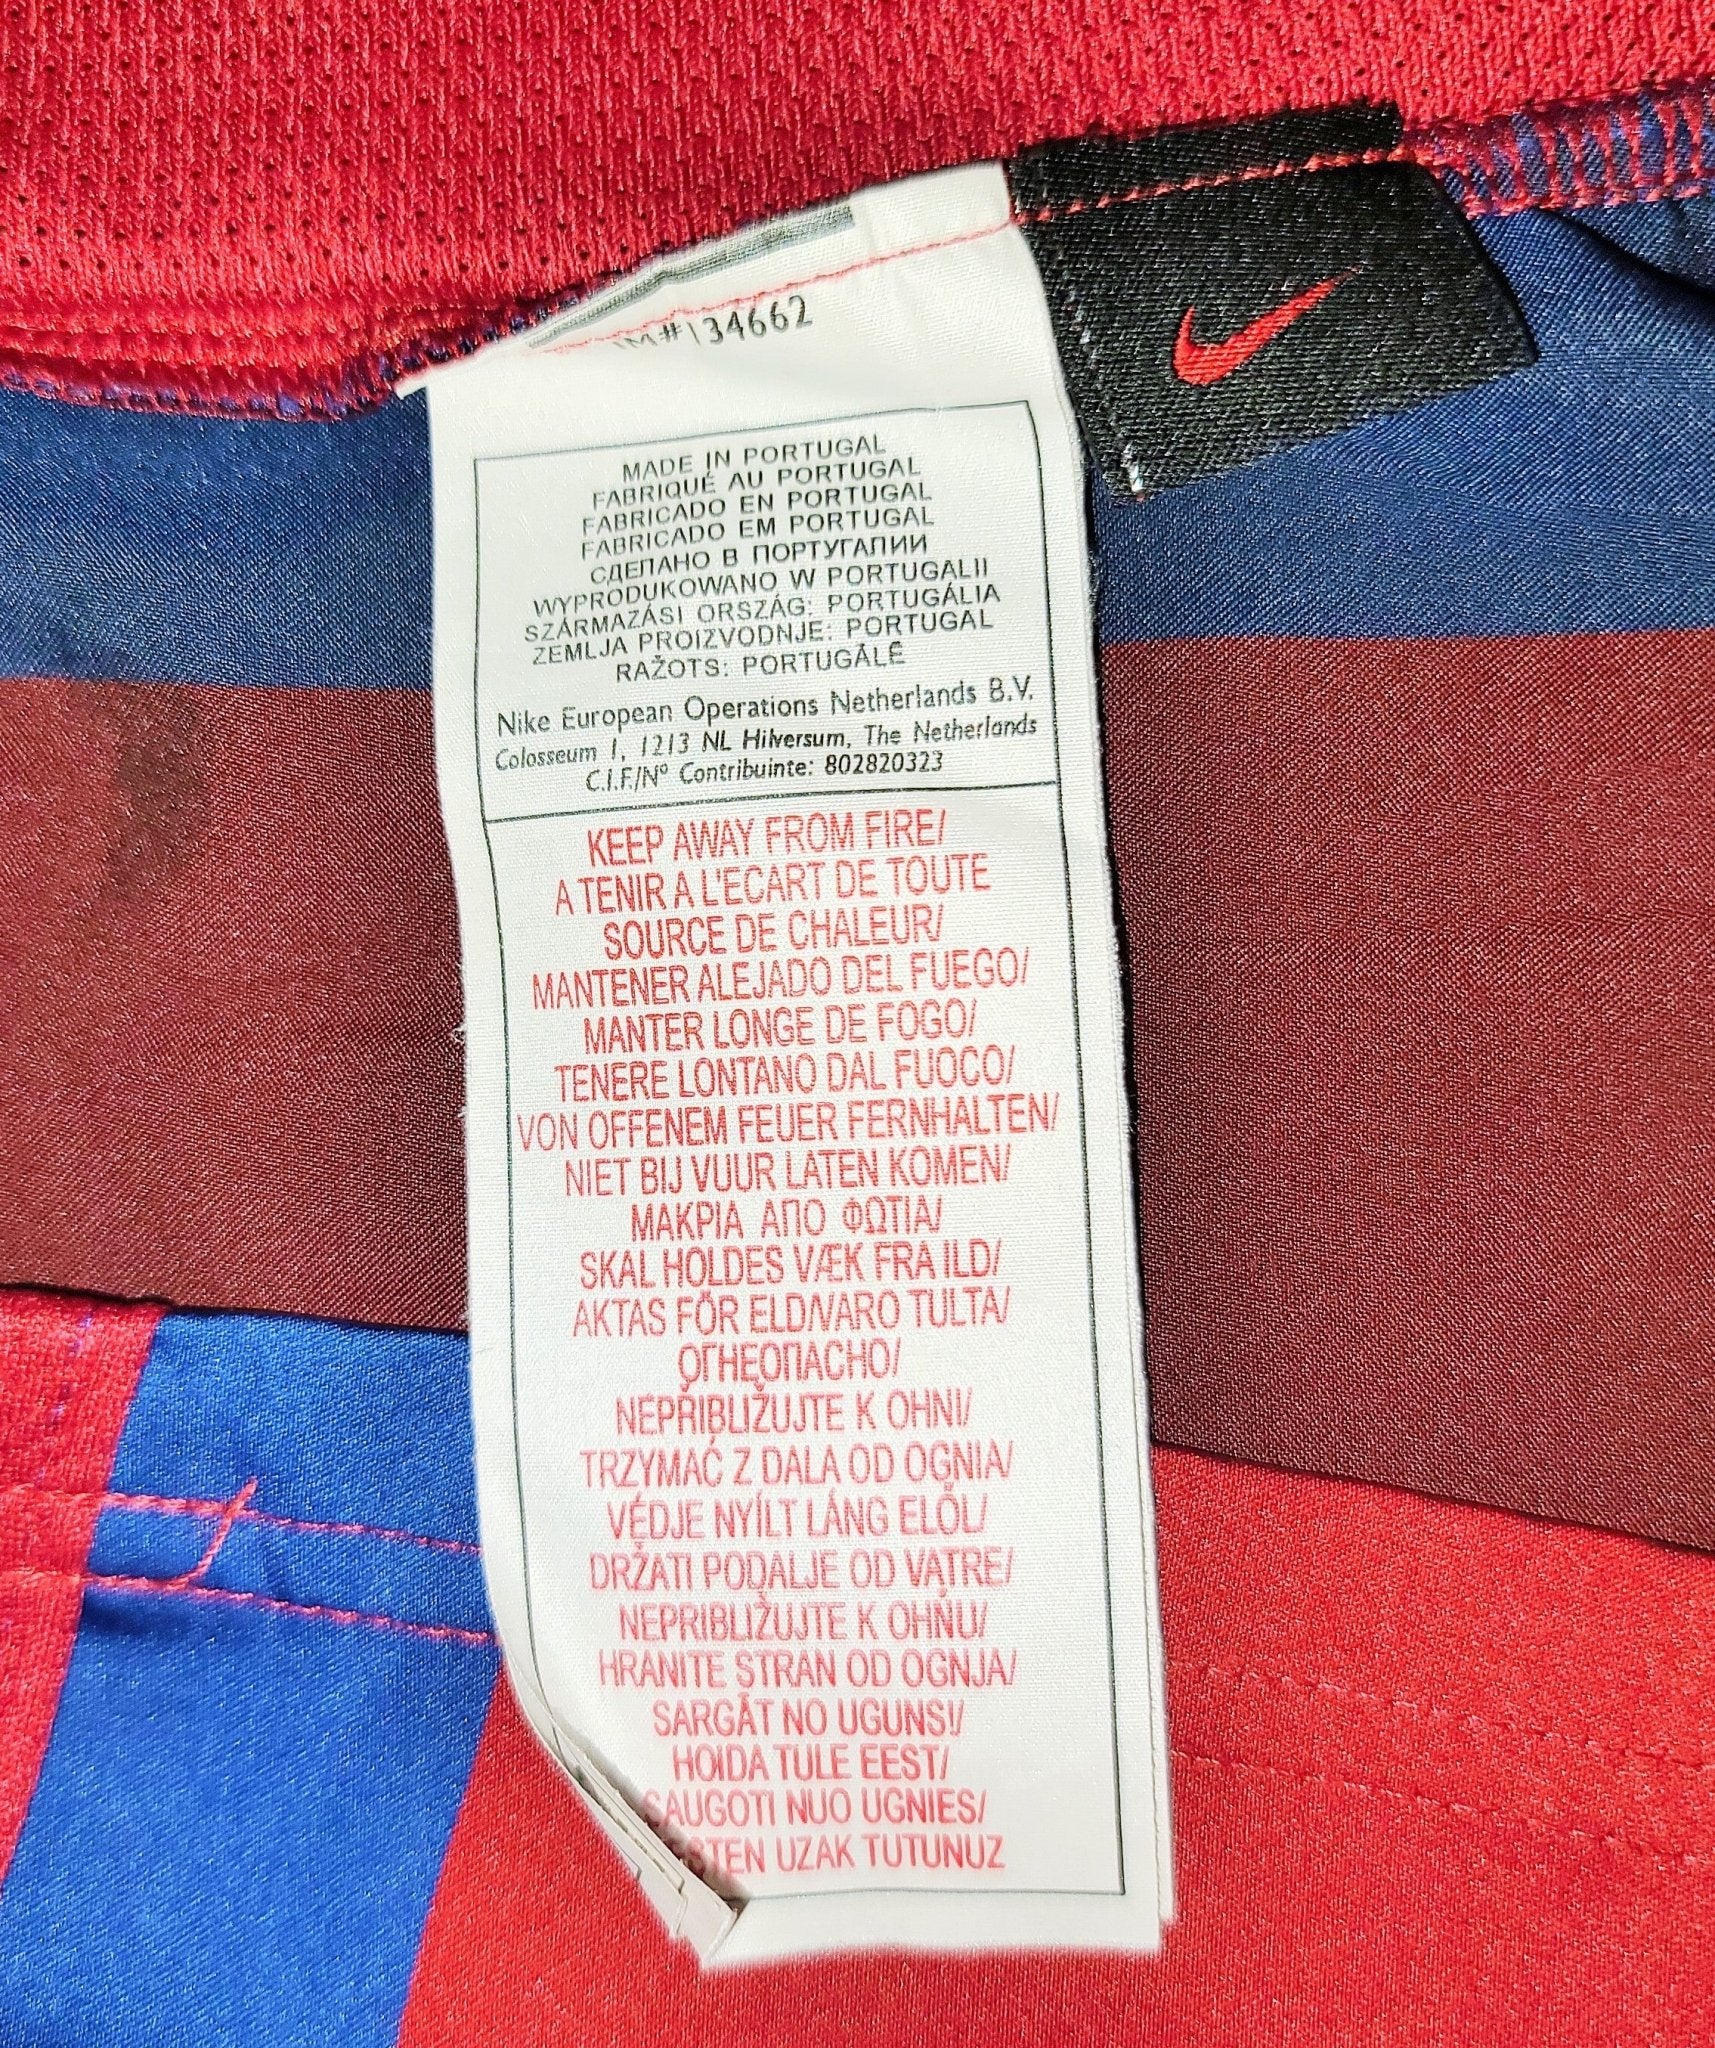 #134662
MADE IN PORTUGAL
FABRIQUÉ AU PORTUGAL
FABRICADO EN PORTUGAL
FABRICADO EM PORTUGAL
СДЕЛАНО В ПОРТУГАЛИИ
WYPRODUKOWANO W PORTUGALII
SZÁRMAZÁSI ORSZÁG: PORTUGÁLIA
ZEMLJA PROIZVODNJE: PORTUGAL
RAŽOTS: PORTUGĀLĒ
Nike European Operations Netherlands B.V.
Colosseum 1, 1213 NL Hilversum, The Netherlands
C.I.F./Nº Contribuinte: 802820323
KEEP AWAY FROM FIRE/
A TENIR A L'ECART DE TOUTE
SOURCE DE CHALEUR/
MANTENER ALEJADO DEL FUEGO/
MANTER LONGE DE FOGO/
TENERE LONTANO DAL FUOCO/
VON OFFENEM FEUER FERNHALTEN/
NIET BIJ VUUR LATEN KOMEN/
ΜΑΚΡΙΑ ΑΠΟ ΦΩΤΙΑ/
SKAL HOLDES VÆK FRA ILD/
AKTAS FÖR ELD/VARO TULTA/
ОГНЕОПАСНО/
NEPŘIBLIŽUJTE K OHNI/
TRZYMAĆ Z DALA OD OGNIA/
VÉDJE NYÍLT LÁNG ELŐL/
DRŽATI PODALJE OD VATRE/
NEPRIBLIŽUJTE K OHŇU/
HRANITE STRAN OD OGNJA/
SARGĀT NO UGUNS!/
HOIDA TULE EEST/
SAUGOTI NUO UGNIES/
UZAK TUTUNUZ